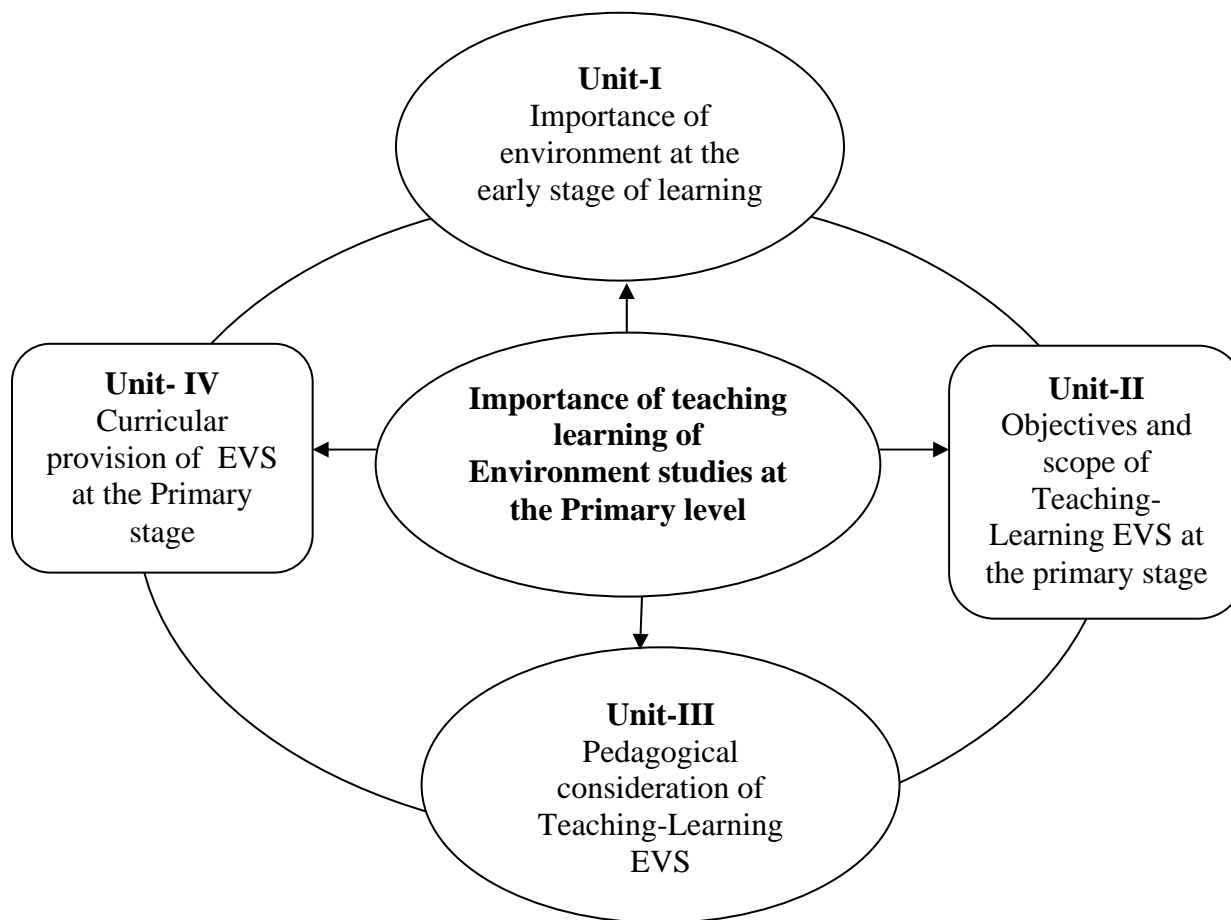 Unit-I
Importance of
environment at the
early stage of learning
Unit- IV
Curricular
provision of EVS
at the Primary
stage
Importance of teaching
learning of
Environment studies at
the Primary level
Unit-II
Objectives and
scope of
Teaching-
Learning EVS at
the primary stage
Unit-III
Pedagogical
consideration of
Teaching-Learning
EVS